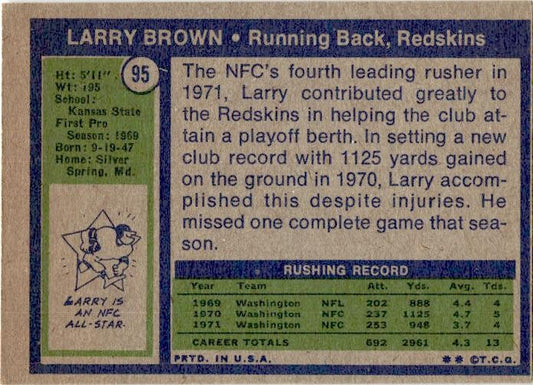 LARRY BROWN • Running Back, Redskins
95
Ht: 5'11"
Wt: 195
School:
Kansas State
First Pro
Season: 1969
Born: 9-19-47
Home: Silver
Spring, Md.
LARRY IS
AN NFC
ALL-STAR.
The NFC's fourth leading rusher in
1971, Larry contributed greatly to
the Redskins in helping the club at-
tain a playoff berth. In setting a new
club record with 1125 yards gained
on the ground in 1970, Larry accom-
plished this despite injuries. He
missed one complete game that sea-
son.
RUSHING RECORD
Year Team Att. Yds. Avg. Tds.
1969 Washington NFL 202 888 4.4 4
1970 Washington NFC 237 1125 4.7 5
1971 Washington NFC 253 948 3.7 4
CAREER TOTALS 692 2961 4.3 13
PRTD. IN U.S.A. ** ©T.C.G.